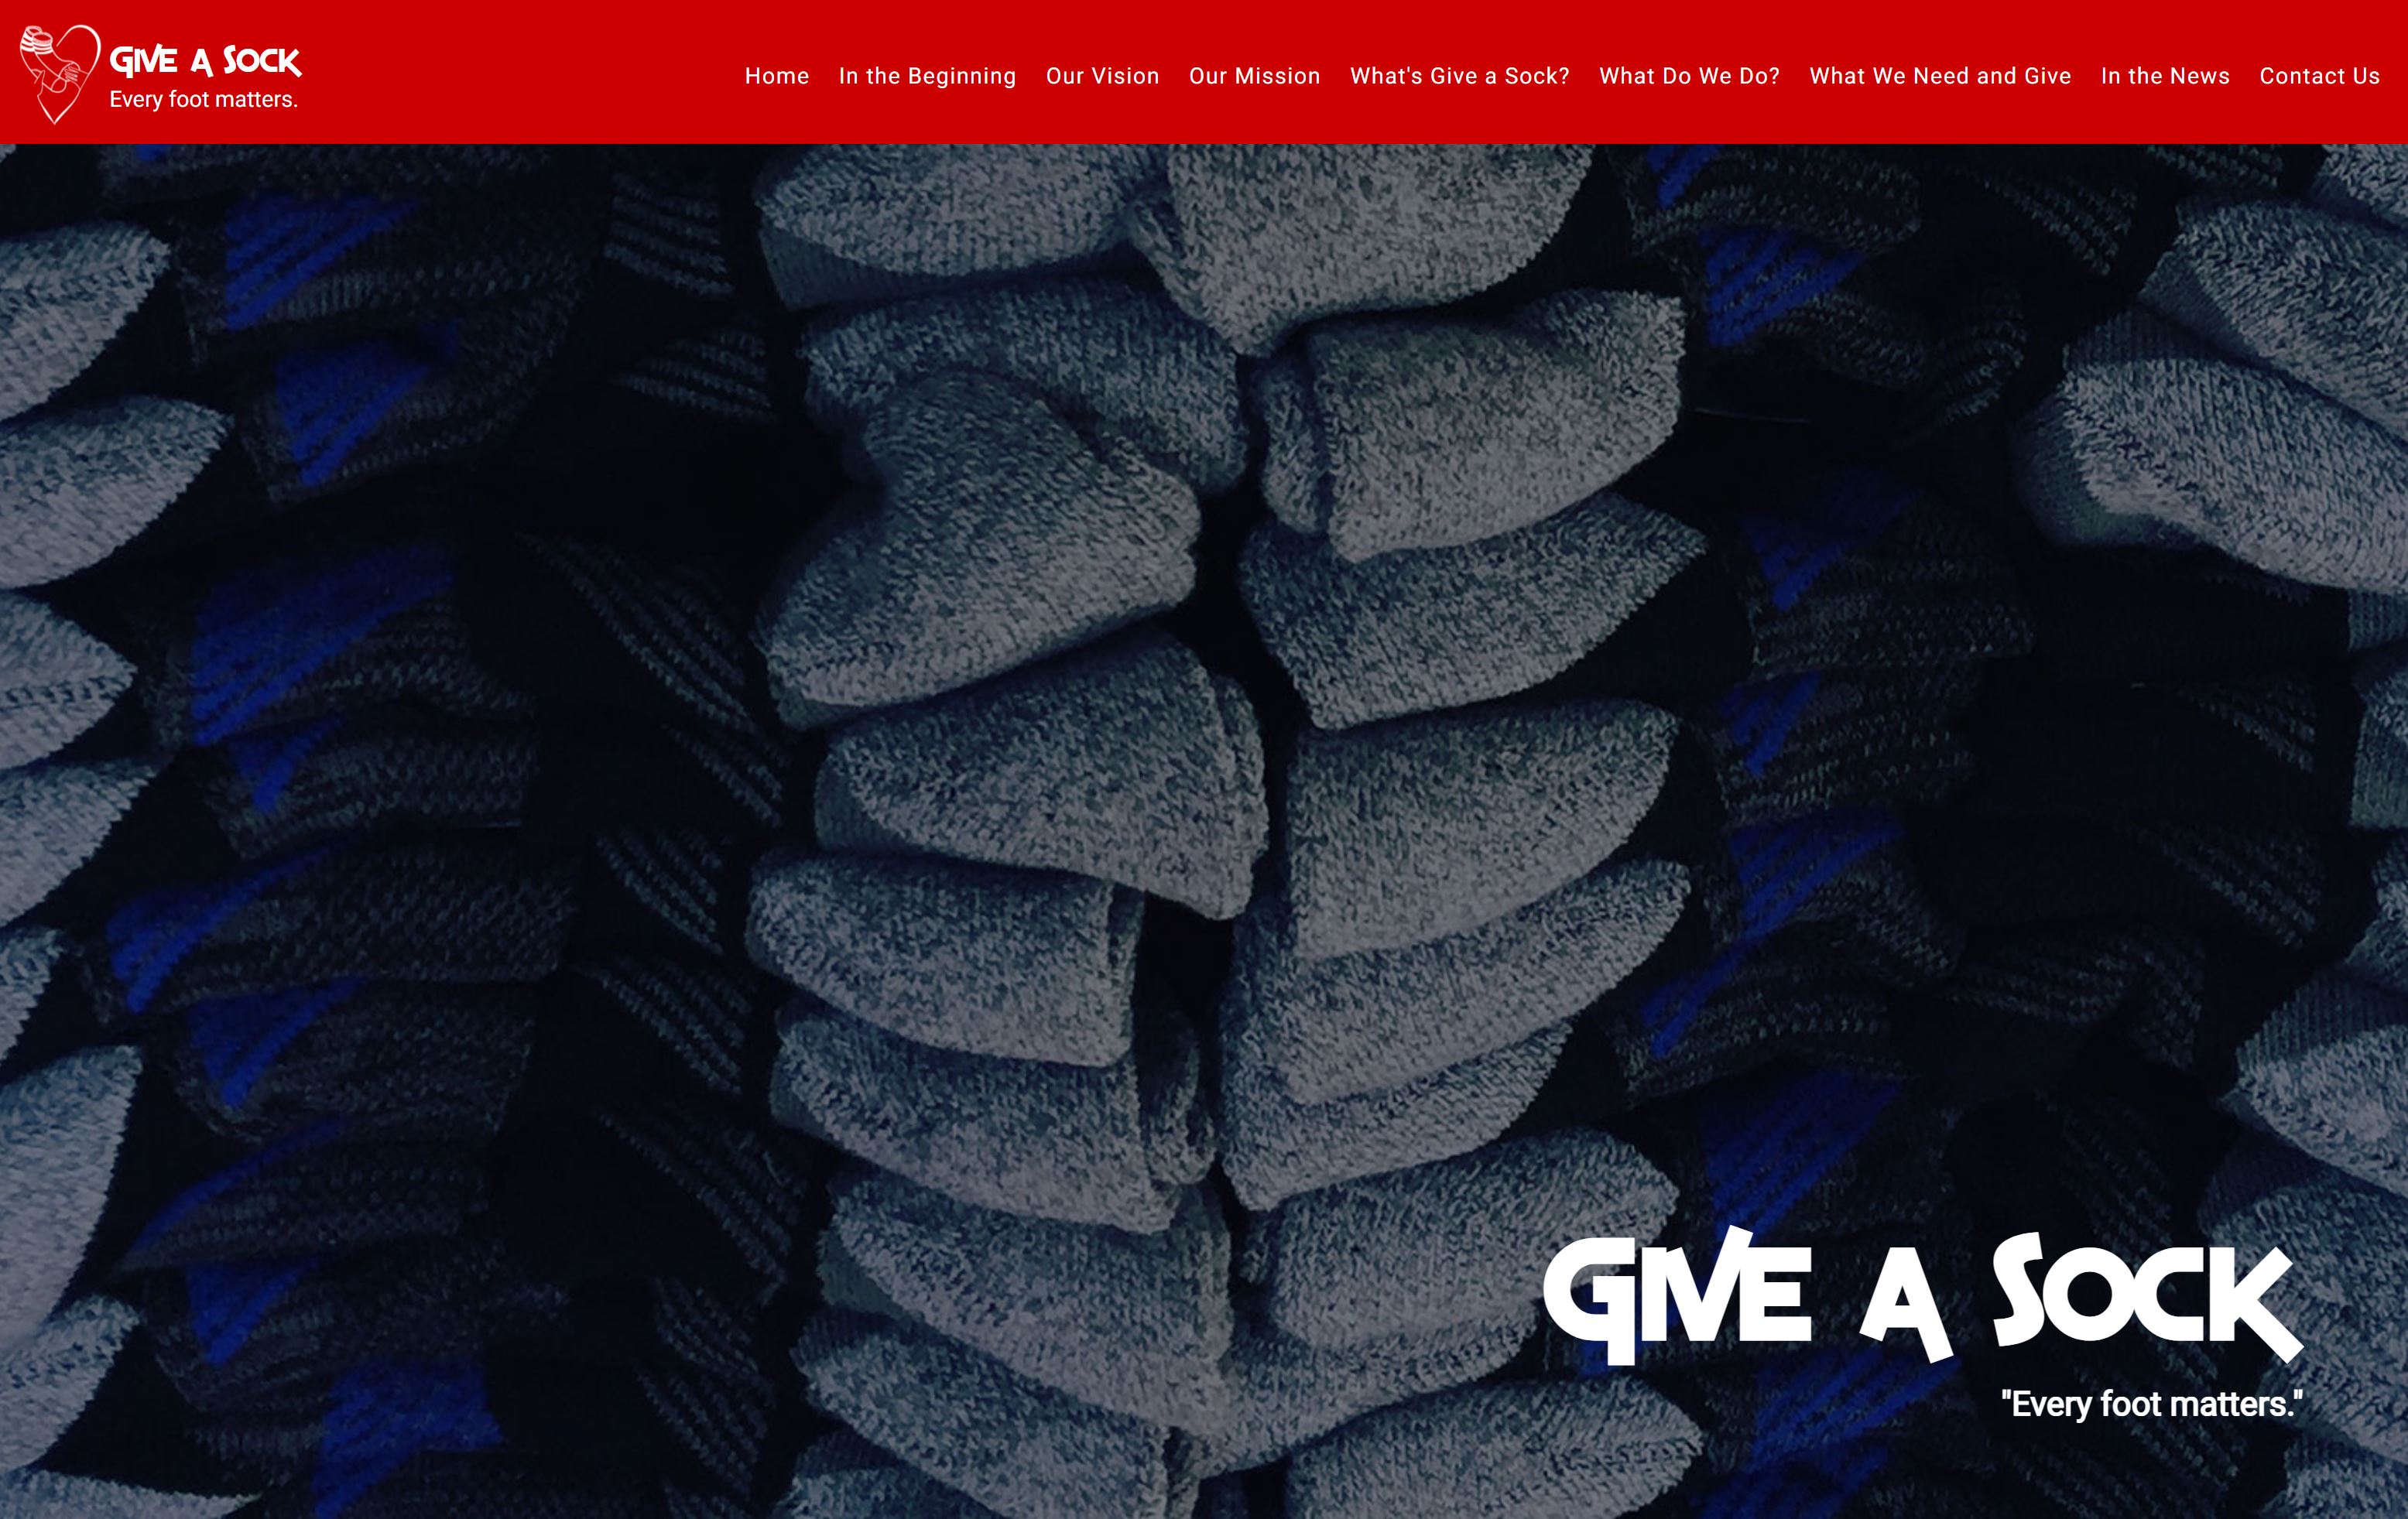 GIVE A SOCK
Every foot matters.
Home In the Beginning Our Vision Our Mission What's Give a Sock? What Do We Do? What We Need and Give In the News Contact Us
GIVE A SOCK
"Every foot matters."